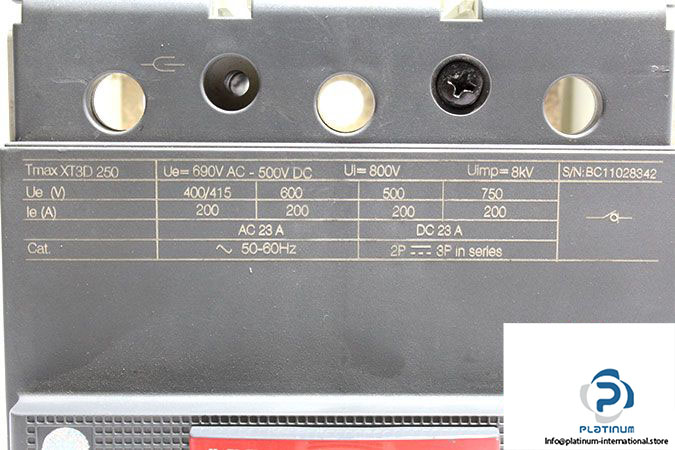 Tmax XT3D 250 Ue= 690V AC - 500V DC Ui= 800V Uimp= 8kV S/N: BC11028342
Ue (V) 400/415 600 500 750
Ie (A) 200 200 200 200
AC 23 A DC 23 A
Cat. ~ 50-60Hz 2P ⎓ 3P in series
PLATINUM
info@platinum-international.store